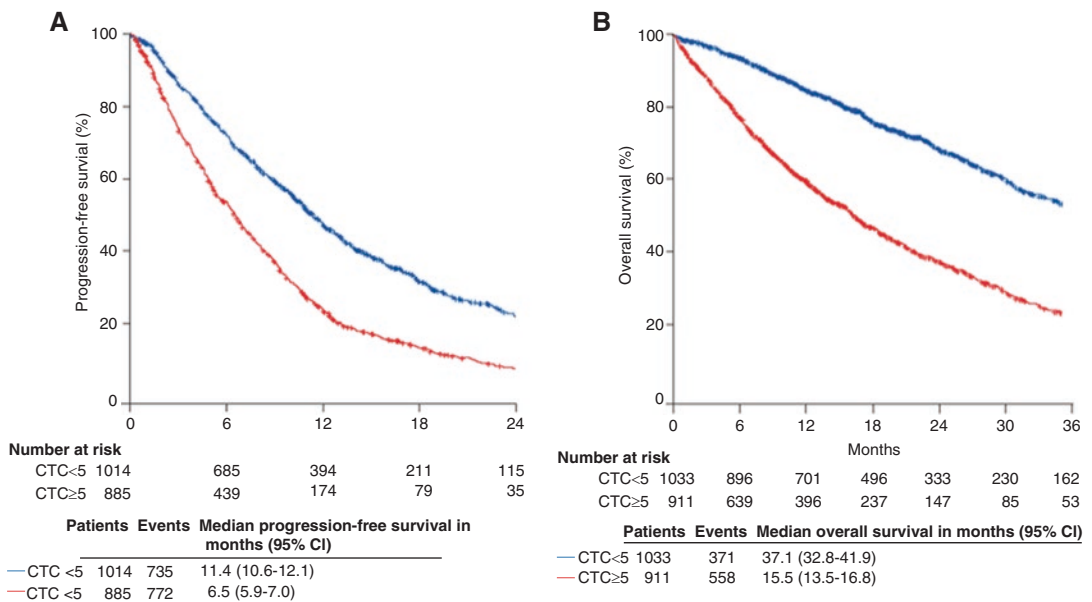 A
Progression-free survial (%)
100
80
60
40
20
0
0 6 12 18 24
Number at risk
CTC<5 1014 685 394 211 115
CTC≥5 885 439 174 79 35
Patients Events Median progression-free survival in
months (95% CI)
CTC <5 1014 735 11.4 (10.6-12.1)
CTC <5 885 772 6.5 (5.9-7.0)
B
Overall survival (%)
100
80
60
40
20
0
0 6 12 18 24 30 36
Months
Number at risk
CTC<5 1033 896 701 496 333 230 162
CTC≥5 911 639 396 237 147 85 53
Patients Events Median overall survival in months (95% CI)
CTC<5 1033 371 37.1 (32.8-41.9)
CTC≥5 911 558 15.5 (13.5-16.8)